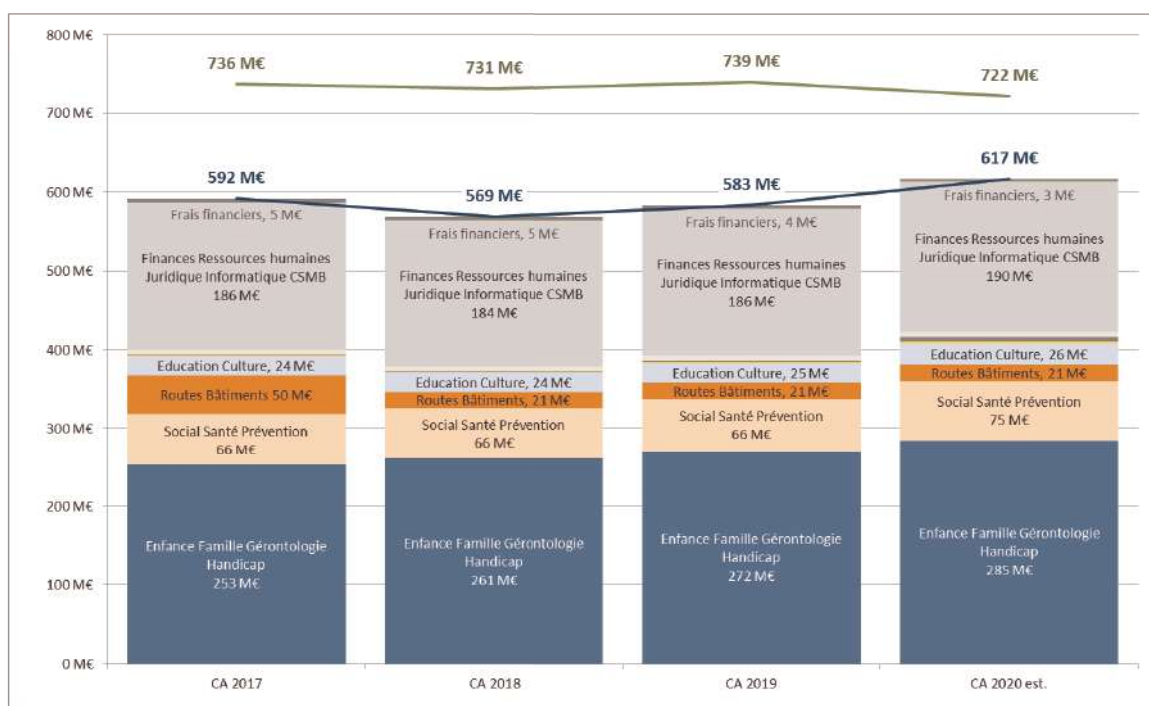 800 M€
700 M€
600 M€
500 M€
400 M€
300 M€
200 M€
100 M€
0 M€
736 M€
731 M€
739 M€
722 M€
592 M€
569 M€
583 M€
617 M€
Frais financiers, 5 M€
Finances Ressources humaines
Juridique Informatique CSMB
186 M€
Education Culture, 24 M€
Routes Bâtiments 50 M€
Social Santé Prévention
66 M€
Enfance Famille Gérontologie
Handicap
253 M€
CA 2017
Frais financiers, 5 M€
Finances Ressources humaines
Juridique Informatique CSMB
184 M€
Education Culture, 24 M€
Routes Bâtiments, 21 M€
Social Santé Prévention
66 M€
Enfance Famille Gérontologie
Handicap
261 M€
CA 2018
Frais financiers, 4 M€
Finances Ressources humaines
Juridique Informatique CSMB
186 M€
Education Culture, 25 M€
Routes Bâtiments, 21 M€
Social Santé Prévention
66 M€
Enfance Famille Gérontologie
Handicap
272 M€
CA 2019
Frais financiers, 3 M€
Finances Ressources humaines
Juridique Informatique CSMB
190 M€
Education Culture, 26 M€
Routes Bâtiments, 21 M€
Social Santé Prévention
75 M€
Enfance Famille Gérontologie
Handicap
285 M€
CA 2020 est.